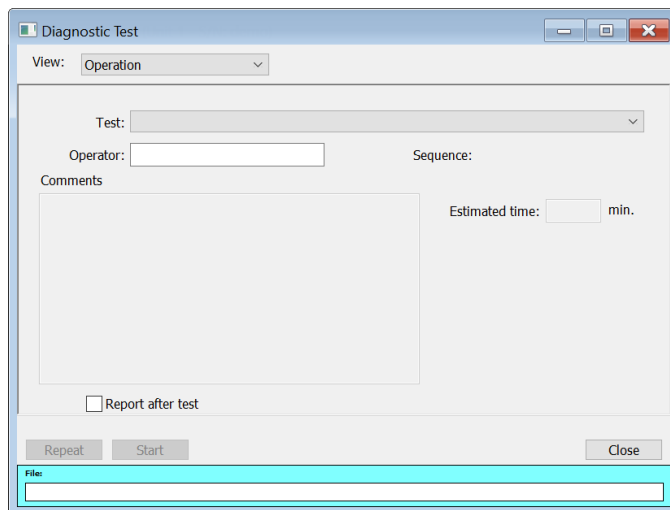 Diagnostic Test
View: Operation
Test:
Operator: Sequence:
Comments
Estimated time: min.
Report after test
Repeat Start Close
File: